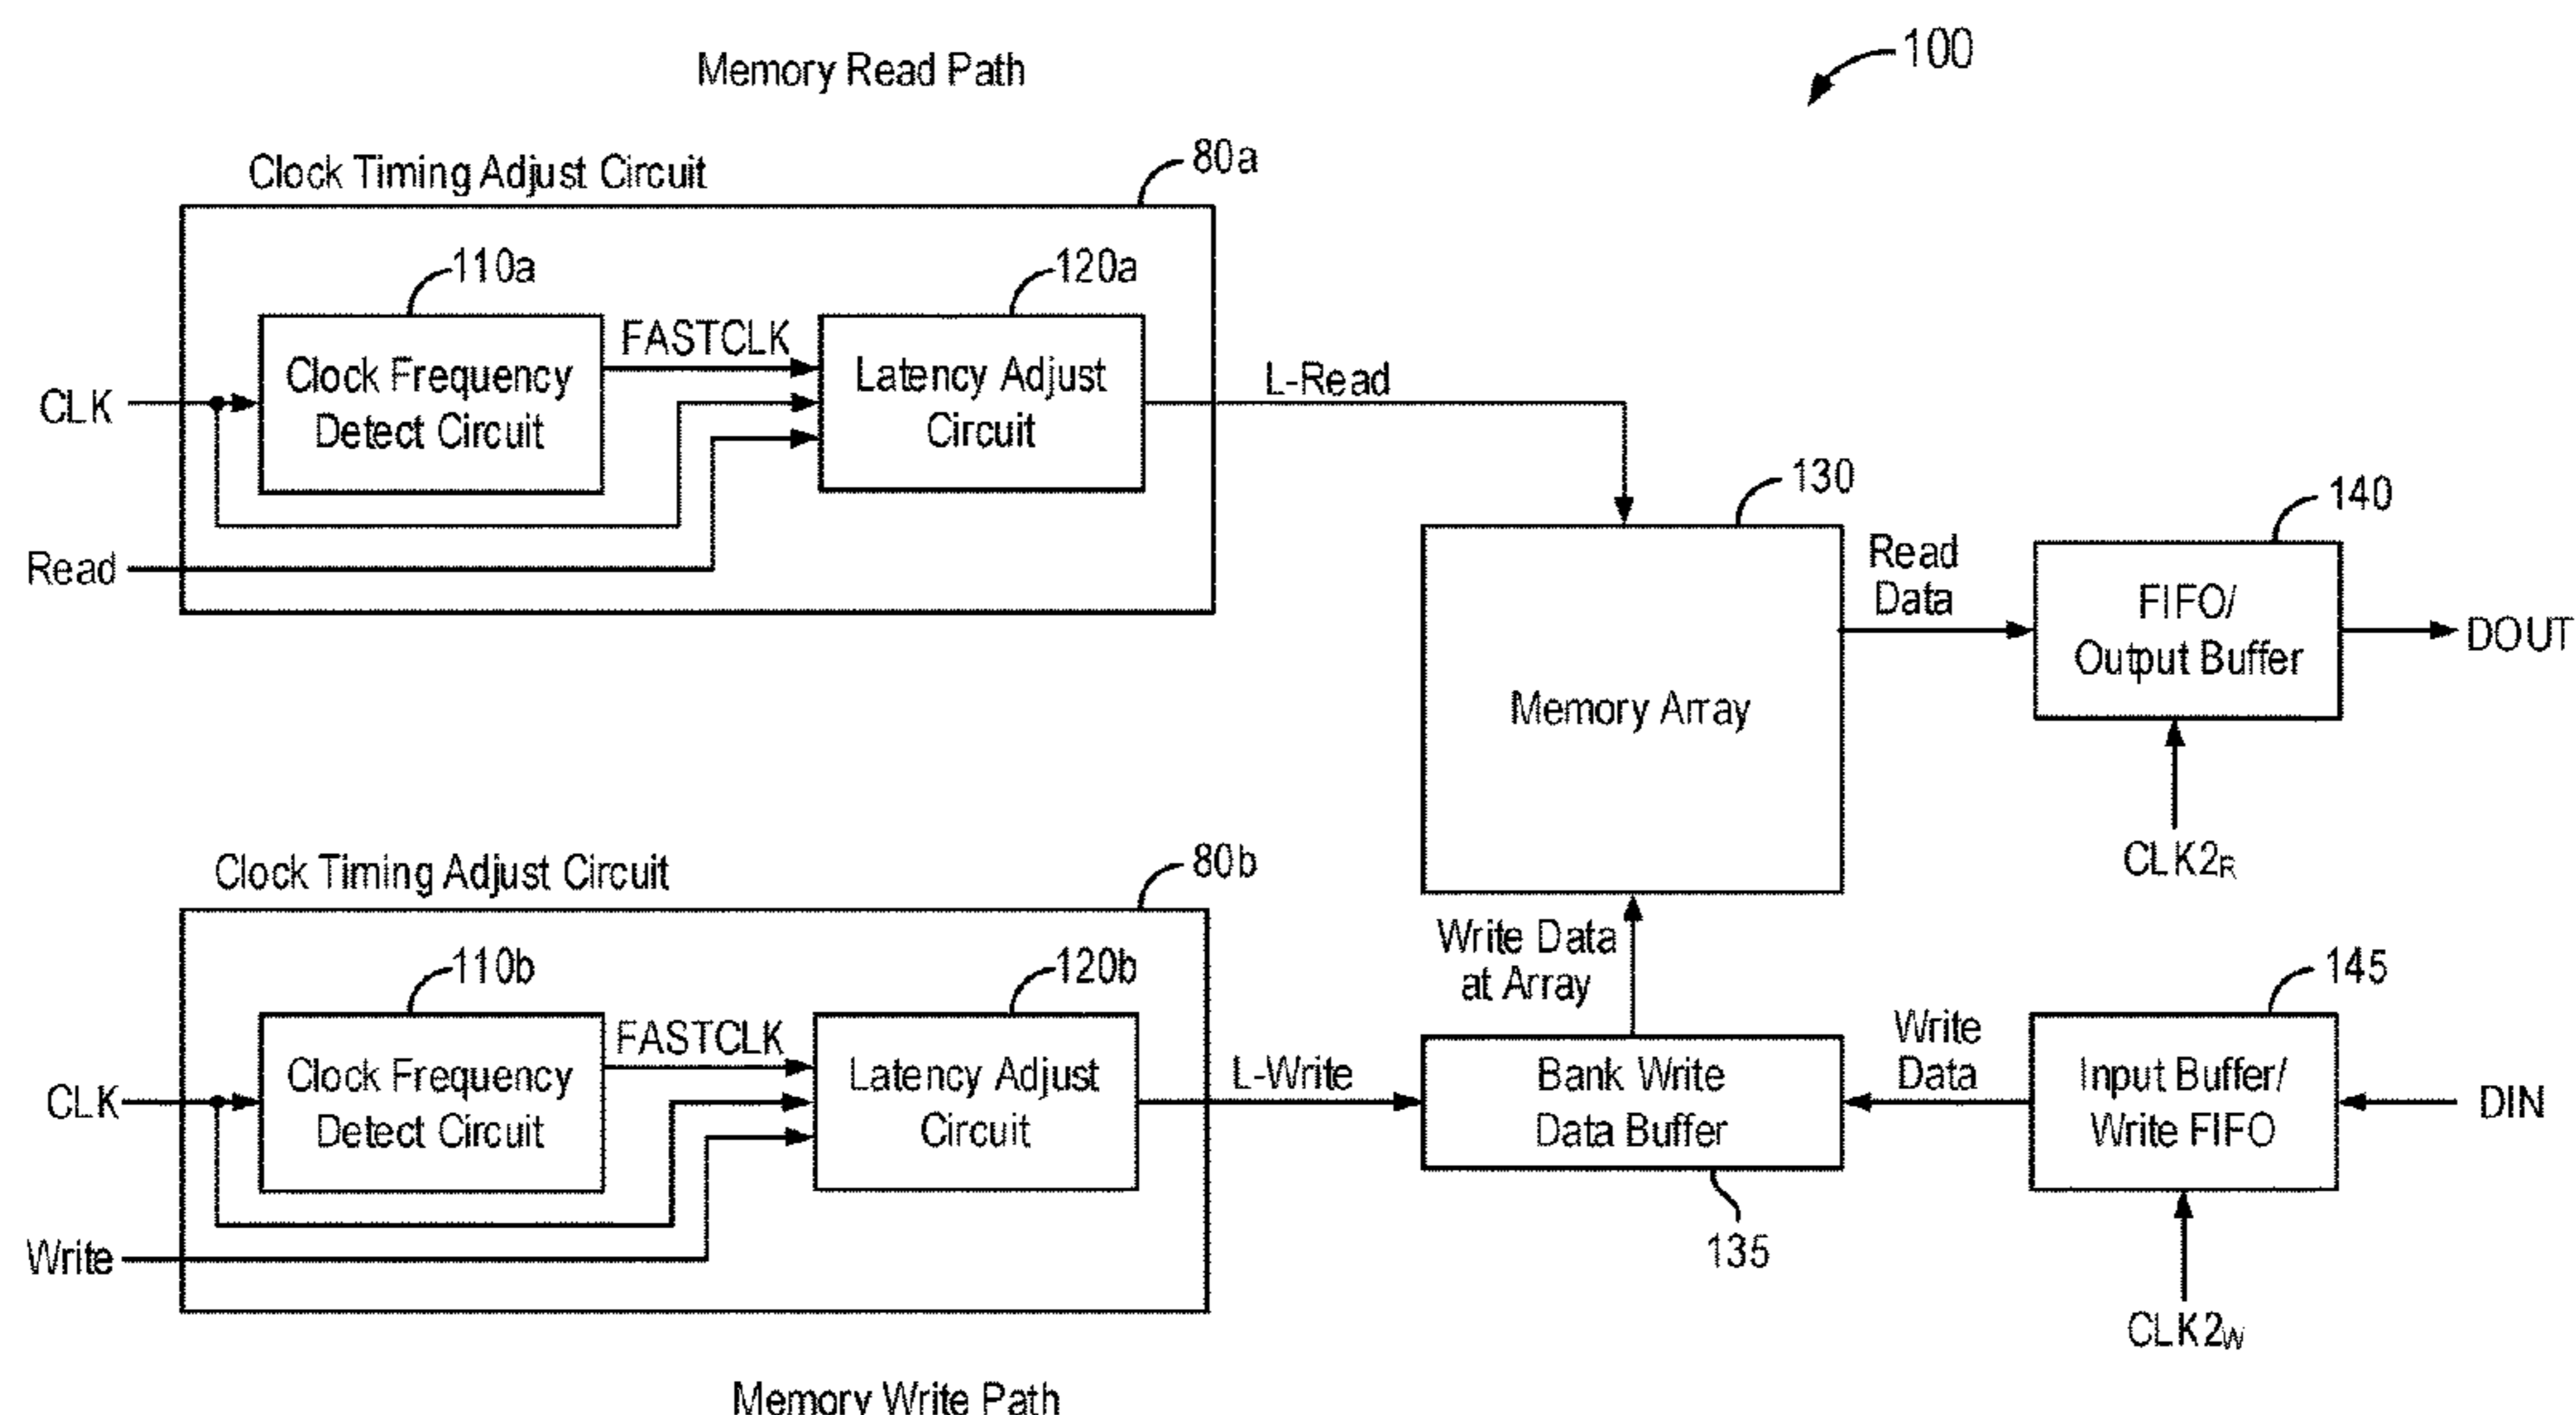 100
Memory Read Path
Clock Timing Adjust Circuit
80a
110a
120a
FASTCLK
Clock Frequency
Detect Circuit
Latency Adjust
Circuit
CLK
Read
L-Read
130
140
Memory Array
Read
Data
FIFO/
Output Buffer
DOUT
CLK2R
Clock Timing Adjust Circuit
80b
110b
120b
FASTCLK
Clock Frequency
Detect Circuit
Latency Adjust
Circuit
CLK
Write
L-Write
Write Data
at Array
Bank Write
Data Buffer
135
Write
Data
145
Input Buffer/
Write FIFO
DIN
CLK2W
Memory Write Path